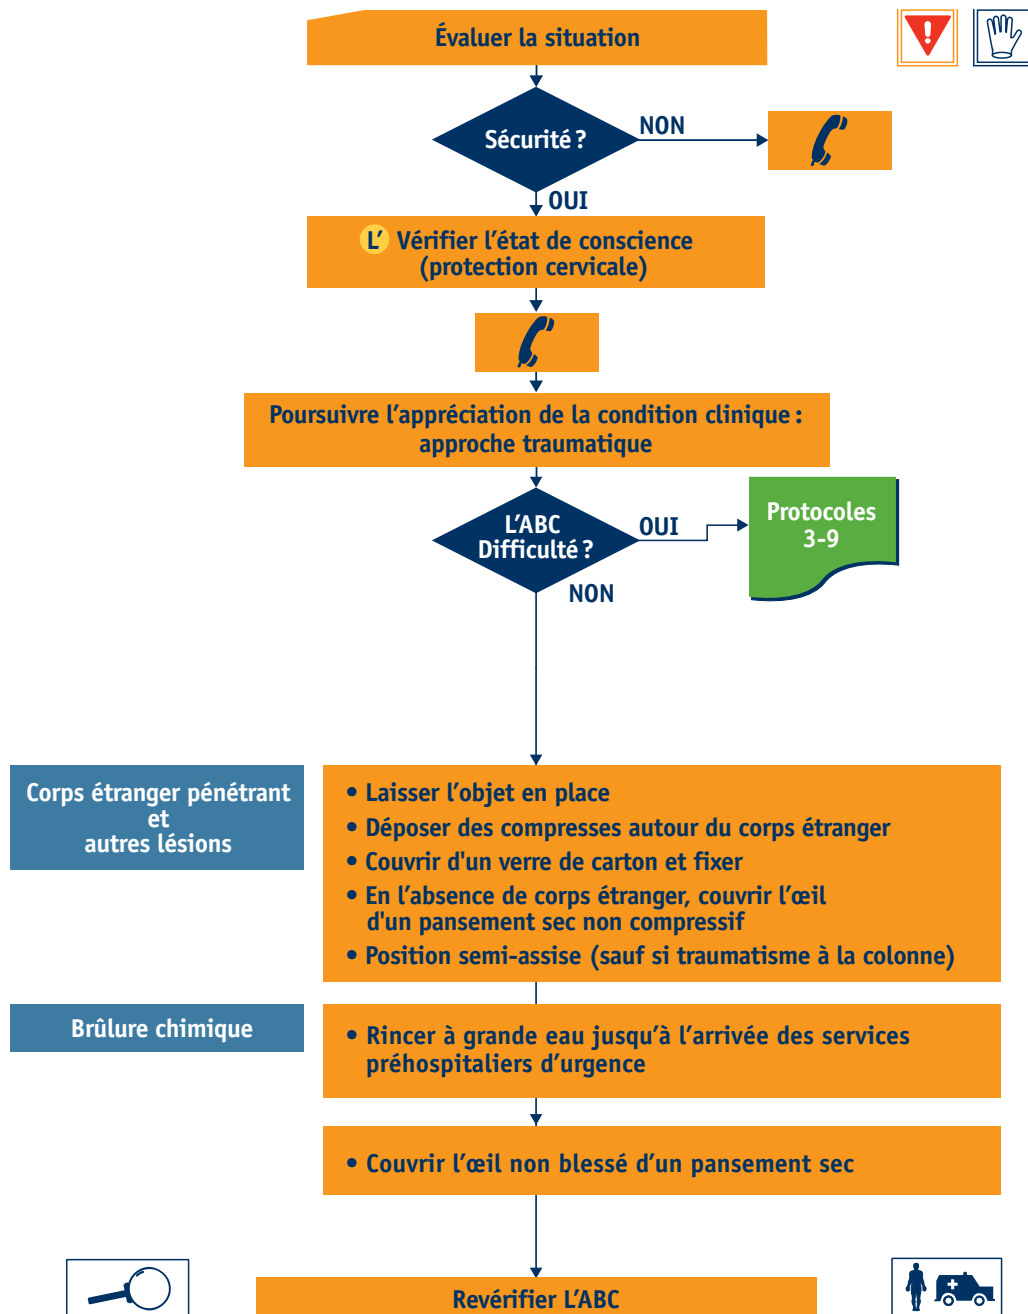 Évaluer la situation
Sécurité ?
NON
OUI
L' Vérifier l’état de conscience
(protection cervicale)
Poursuivre l’appréciation de la condition clinique :
approche traumatique
L’ABC
Difficulté ?
OUI
Protocoles
3-9
NON
Corps étranger pénétrant
et
autres lésions
• Laisser l’objet en place
• Déposer des compresses autour du corps étranger
• Couvrir d'un verre de carton et fixer
• En l’absence de corps étranger, couvrir l’œil
d'un pansement sec non compressif
• Position semi-assise (sauf si traumatisme à la colonne)
Brûlure chimique
• Rincer à grande eau jusqu’à l’arrivée des services
préhospitaliers d’urgence
• Couvrir l’œil non blessé d’un pansement sec
Revérifier L’ABC